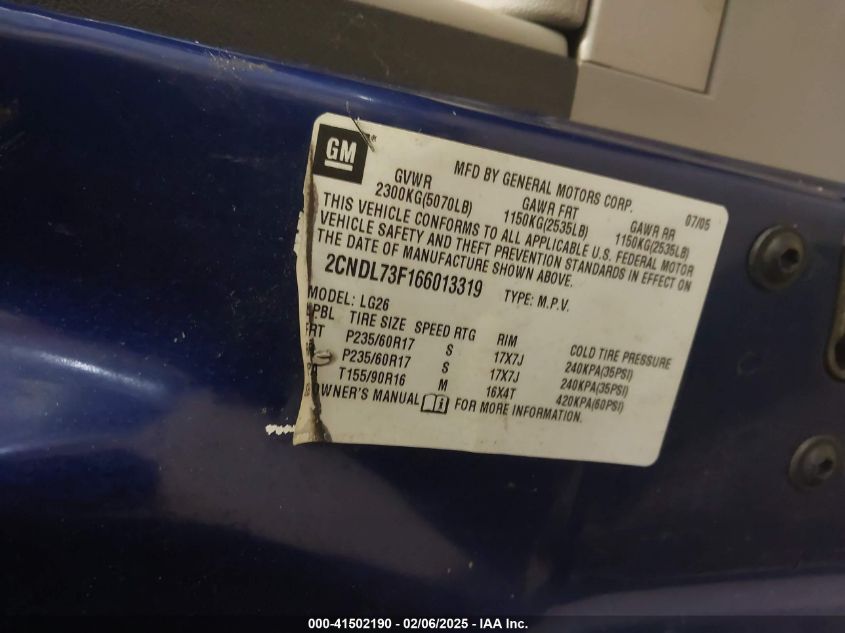 GM
MFD BY GENERAL MOTORS CORP. 07/05
GVWR GAWR FRT GAWR RR
2300KG(5070LB) 1150KG(2535LB) 1150KG(2535LB)
THIS VEHICLE CONFORMS TO ALL APPLICABLE U.S. FEDERAL MOTOR
VEHICLE SAFETY AND THEFT PREVENTION STANDARDS IN EFFECT ON
THE DATE OF MANUFACTURE SHOWN ABOVE.
2CNDL73F166013319 TYPE: M.P.V.
MODEL: LG26
PBL TIRE SIZE SPEED RTG RIM COLD TIRE PRESSURE
RT P235/60R17 S 17X7J 240KPA(35PSI)
P235/60R17 S 17X7J 240KPA(35PSI)
T155/90R16 M 16X4T 420KPA(60PSI)
OWNER'S MANUAL FOR MORE INFORMATION.
000-41502190 - 02/06/2025 - IAA Inc.